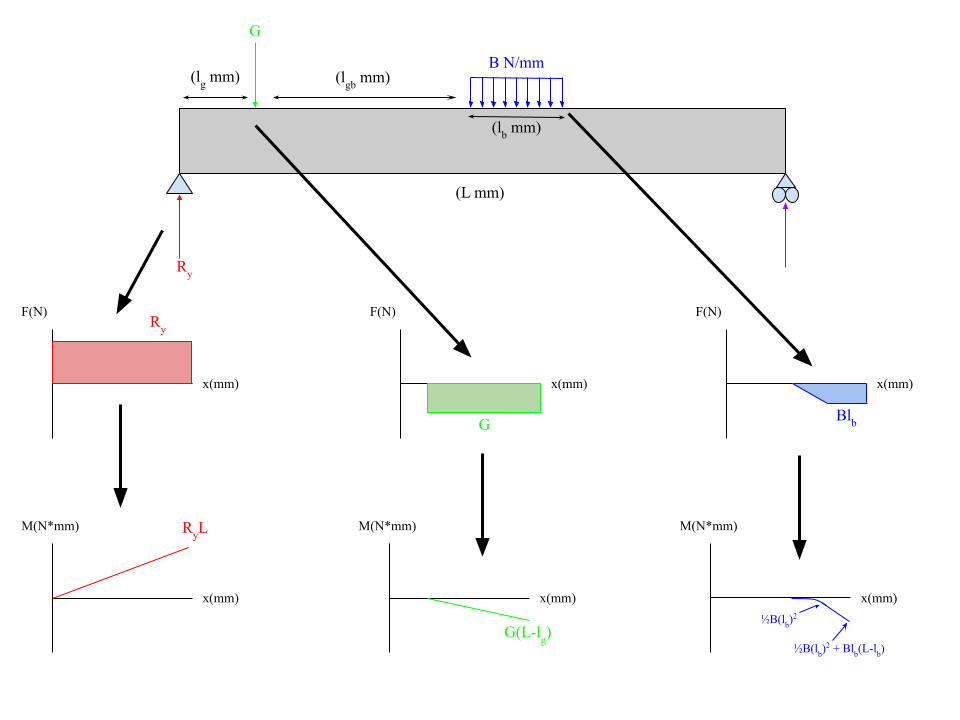 G
B N/mm
(lg mm)
(lgb mm)
(lb mm)
(L mm)
Ry
F(N)
Ry
x(mm)
F(N)
x(mm)
G
F(N)
x(mm)
Blb
M(N*mm)
RyL
x(mm)
M(N*mm)
x(mm)
G(L-lg)
M(N*mm)
x(mm)
½B(lb)²
½B(lb)² + Blb(L-lb)